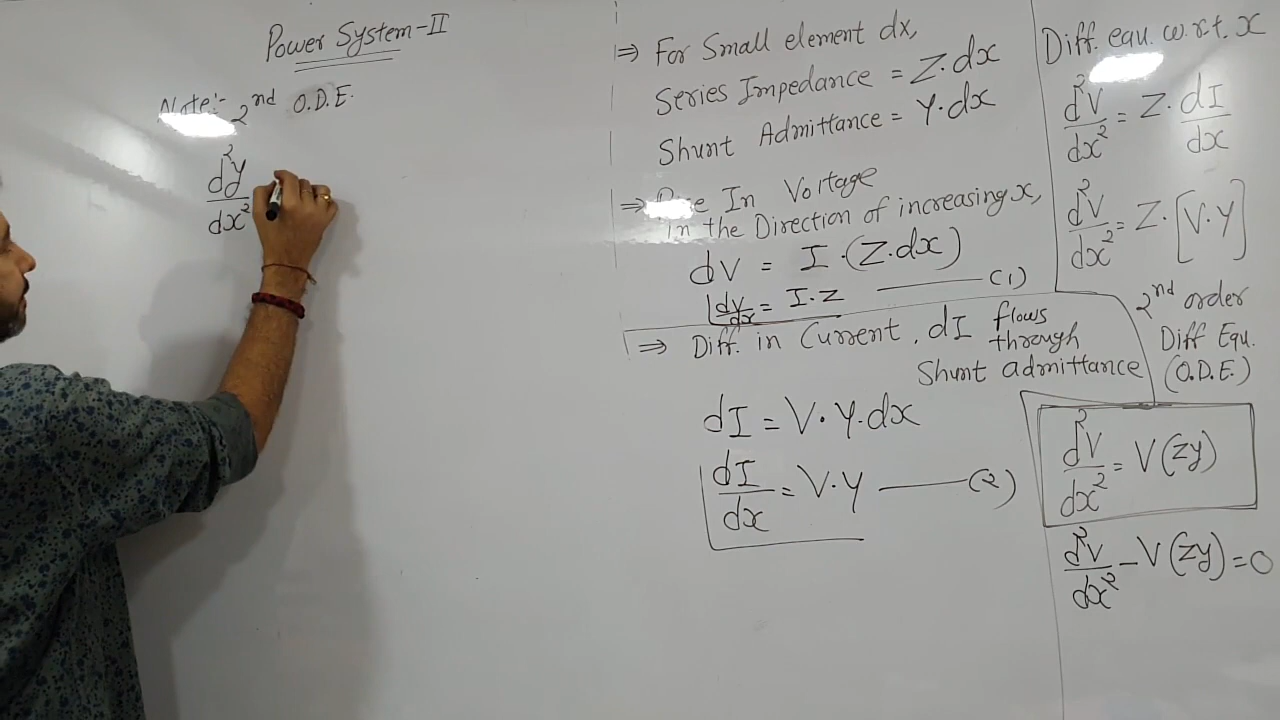 Power System-II
Note:- 2nd O.D.E.
d²y/dx²
⇒ For Small element dx,
Series Impedance = Z·dx
Shunt Admittance = Y·dx
⇒ In Voltage
in the Direction of increasing x,
dV = I·(Z·dx)
dV/dx = I·Z ——— (1)
⇒ Diff. in Current, dI flows
through
Shunt admittance
dI = V·Y·dx
dI/dx = V·Y ——— (2)
Diff. equ. w.r.t. x
d²V/dx² = Z· dI/dx
d²V/dx² = Z·[V·Y]
2nd order
Diff Equ.
(O.D.E.)
d²V/dx² = V(zy)
d²V/dx² - V(zy) = 0